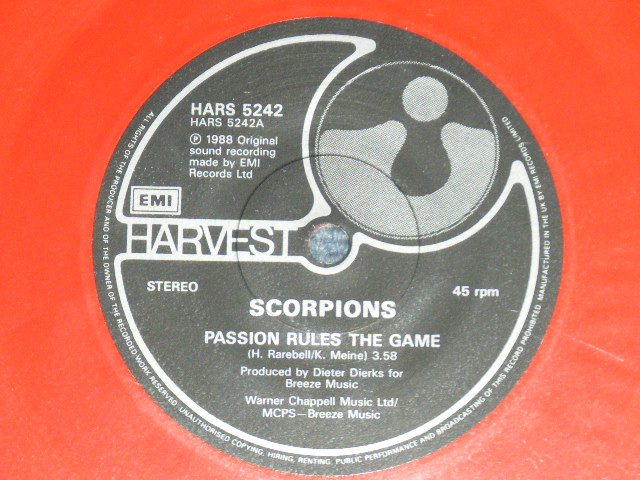 HARS 5242
HARS 5242A
Ⓟ 1988 Original
sound recording
made by EMI
Records Ltd
EMI
HARVEST
STEREO
45 rpm
SCORPIONS
PASSION RULES THE GAME
(H. Rarebell/K. Meine) 3.58
Produced by Dieter Dierks for
Breeze Music
Warner Chappell Music Ltd/
MCPS—Breeze Music
ALL RIGHTS OF THE PRODUCER AND OF THE OWNER OF THE RECORDED WORK RESERVED. UNAUTHORISED COPYING, HIRING, RENTING, PUBLIC PERFORMANCE AND BROADCASTING OF THIS RECORD PROHIBITED. MANUFACTURED IN THE UK BY EMI RECORDS LIMITED